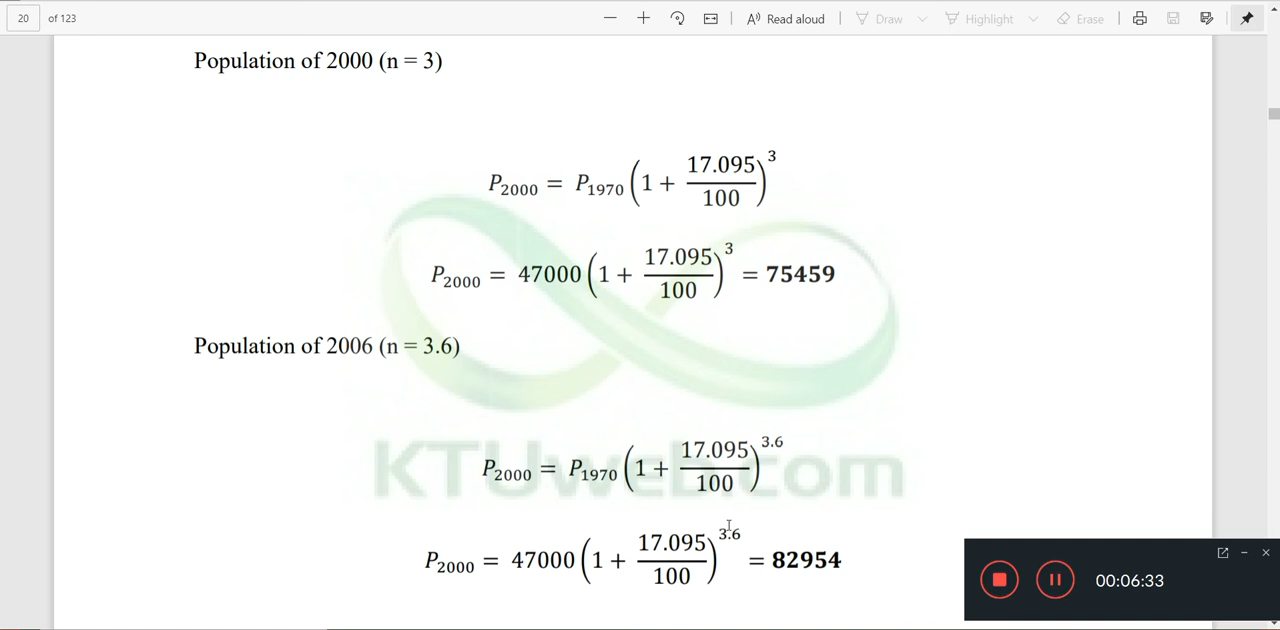 20 of 123 Read aloud Draw Highlight Erase
Population of 2000 (n = 3)
P₂₀₀₀ = P₁₉₇₀ (1 + 17.095/100)³
P₂₀₀₀ = 47000 (1 + 17.095/100)³ = 75459
Population of 2006 (n = 3.6)
KTUweb.com
P₂₀₀₀ = P₁₉₇₀ (1 + 17.095/100)^3.6
P₂₀₀₀ = 47000 (1 + 17.095/100)^3.6 = 82954
00:06:33